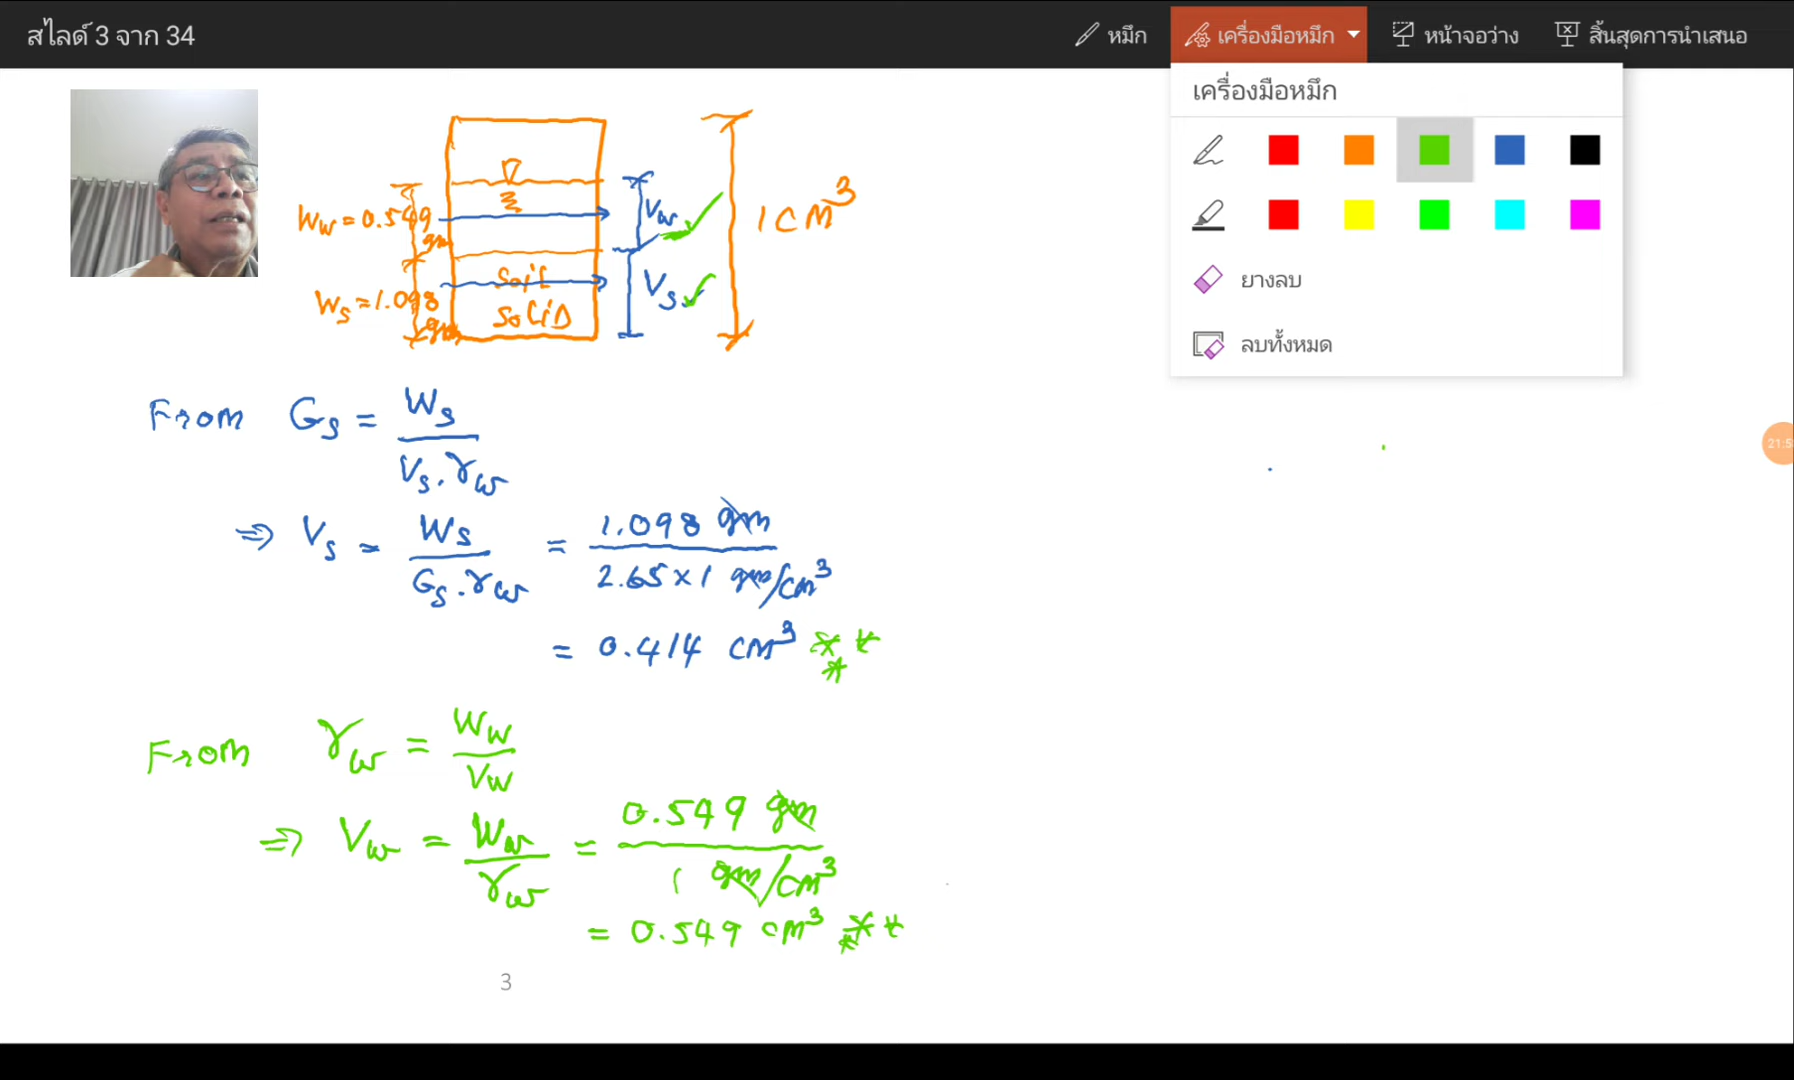 สไลด์ 3 จาก 34
หมึก
เครื่องมือหมึก
หน้าจอว่าง
สิ้นสุดการนำเสนอ
เครื่องมือหมึก
ยางลบ
ลบทั้งหมด
Ww = 0.549 gm
Ws = 1.098 gm
SOIL
SOLID
Vw
Vs
1 cm³
From Gs = Ws / Vs . γw
⇒ Vs = Ws / Gs . γw = 1.098 gm / 2.65 × 1 gm/cm³
= 0.414 cm³ ***
From γw = Ww / Vw
⇒ Vw = Ww / γw = 0.549 gm / 1 gm/cm³
= 0.549 cm³ ***
3